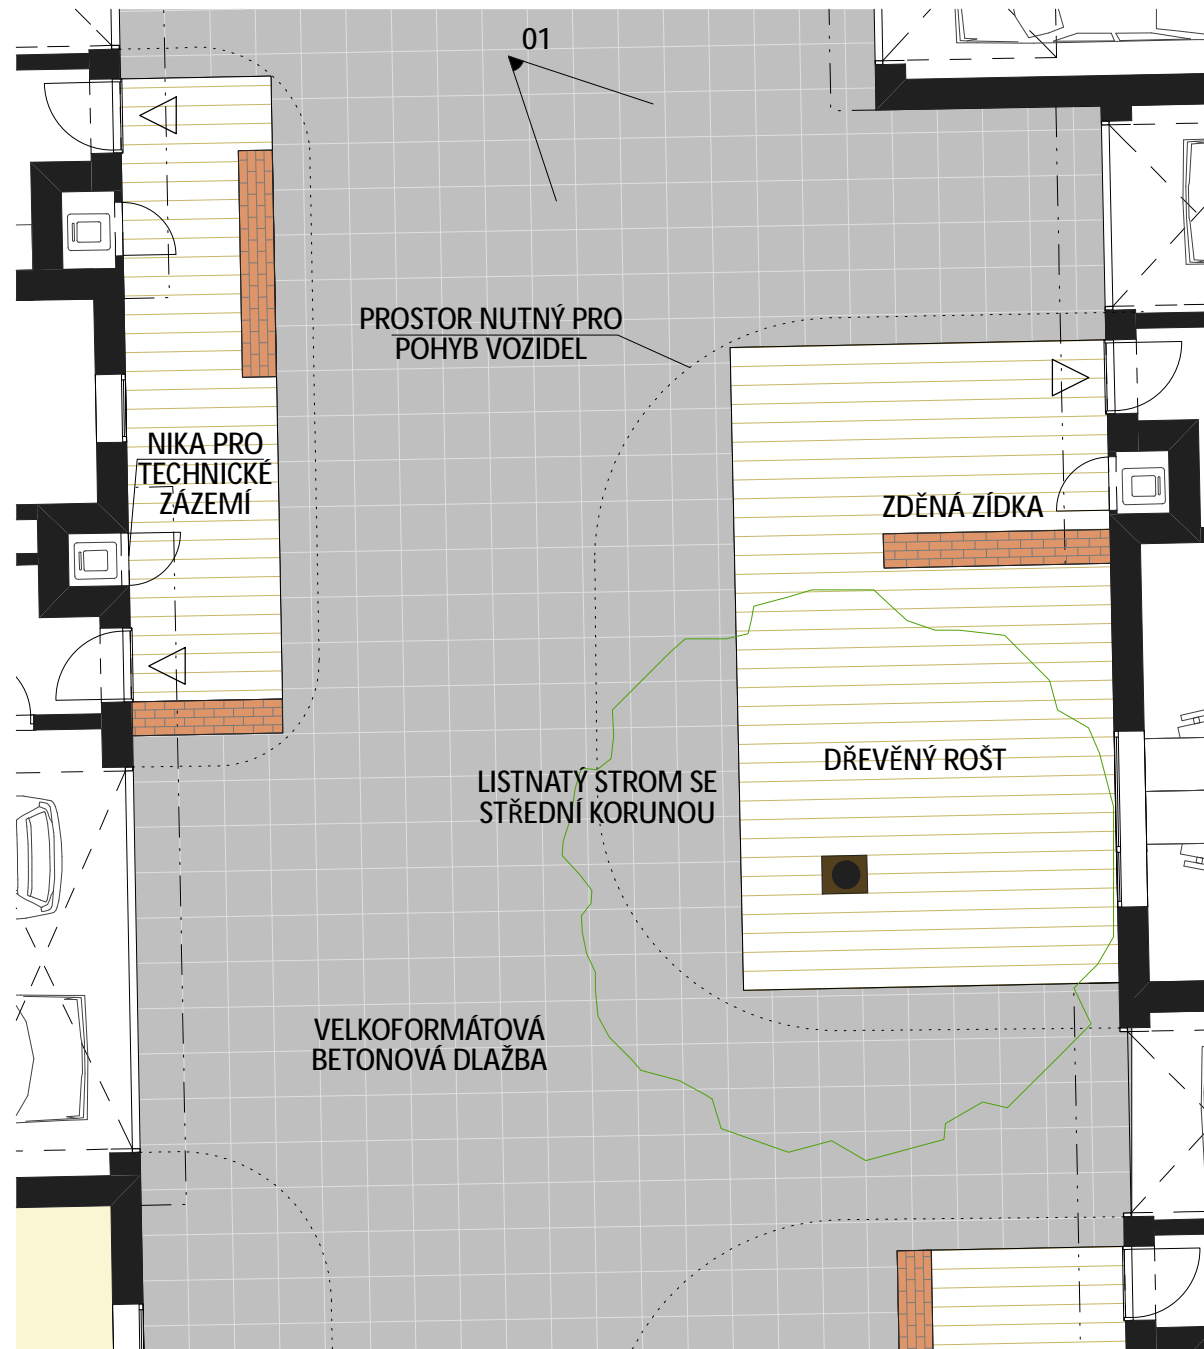 01
PROSTOR NUTNÝ PRO
POHYB VOZIDEL
NIKA PRO
TECHNICKÉ
ZÁZEMÍ
ZDĚNÁ ZÍDKA
DŘEVĚNÝ ROŠT
LISTNATÝ STROM SE
STŘEDNÍ KORUNOU
VELKOFORMÁTOVÁ
BETONOVÁ DLAŽBA